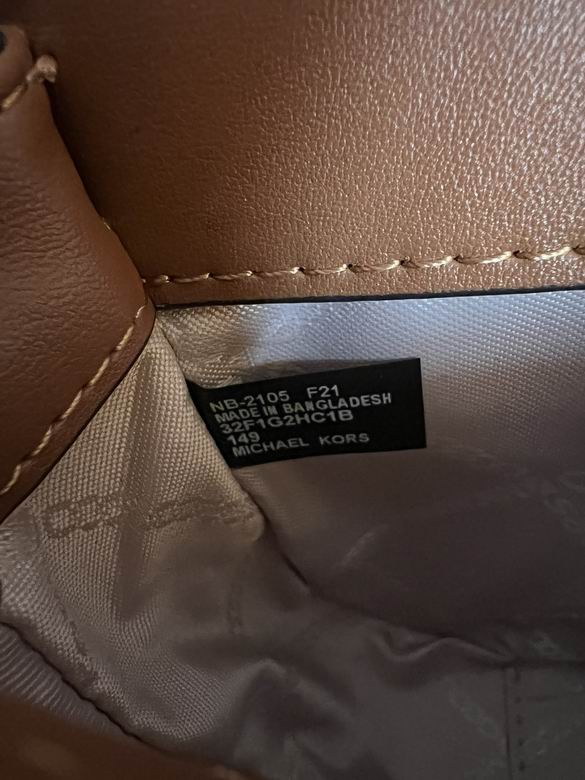 NB-2105 F21
MADE IN BANGLADESH
32F1G2HC1B
149
MICHAEL KORS